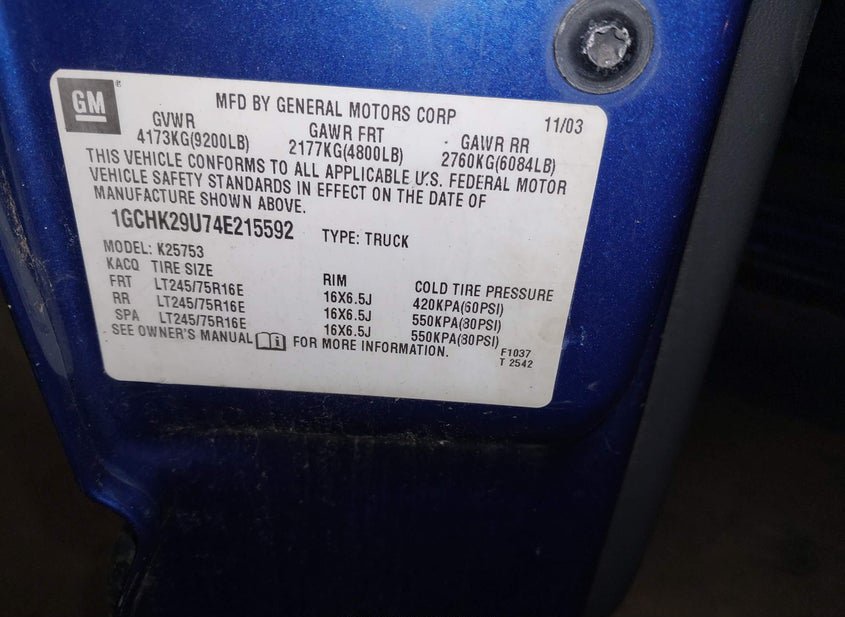 GM ®
MFD BY GENERAL MOTORS CORP 11/03
GVWR GAWR FRT GAWR RR
4173KG(9200LB) 2177KG(4800LB) 2760KG(6084LB)
THIS VEHICLE CONFORMS TO ALL APPLICABLE U.S. FEDERAL MOTOR
VEHICLE SAFETY STANDARDS IN EFFECT ON THE DATE OF
MANUFACTURE SHOWN ABOVE.
1GCHK29U74E215592 TYPE: TRUCK
MODEL: K25753
KACQ TIRE SIZE RIM COLD TIRE PRESSURE
FRT LT245/75R16E 16X6.5J 420KPA(60PSI)
RR LT245/75R16E 16X6.5J 550KPA(80PSI)
SPA LT245/75R16E 16X6.5J 550KPA(80PSI)
SEE OWNER'S MANUAL FOR MORE INFORMATION.
F1037
T 2542